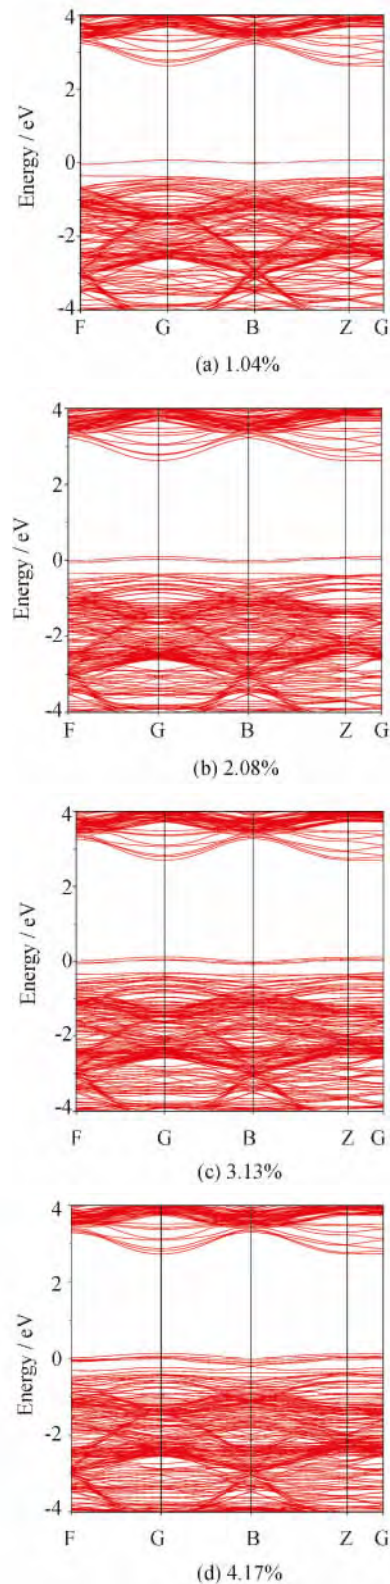 4
2
0
-2
-4
Energy / eV
F G B Z G
(a) 1.04%
4
2
0
-2
-4
Energy / eV
F G B Z G
(b) 2.08%
4
2
0
-2
-4
Energy / eV
F G B Z G
(c) 3.13%
4
2
0
-2
-4
Energy / eV
F G B Z G
(d) 4.17%